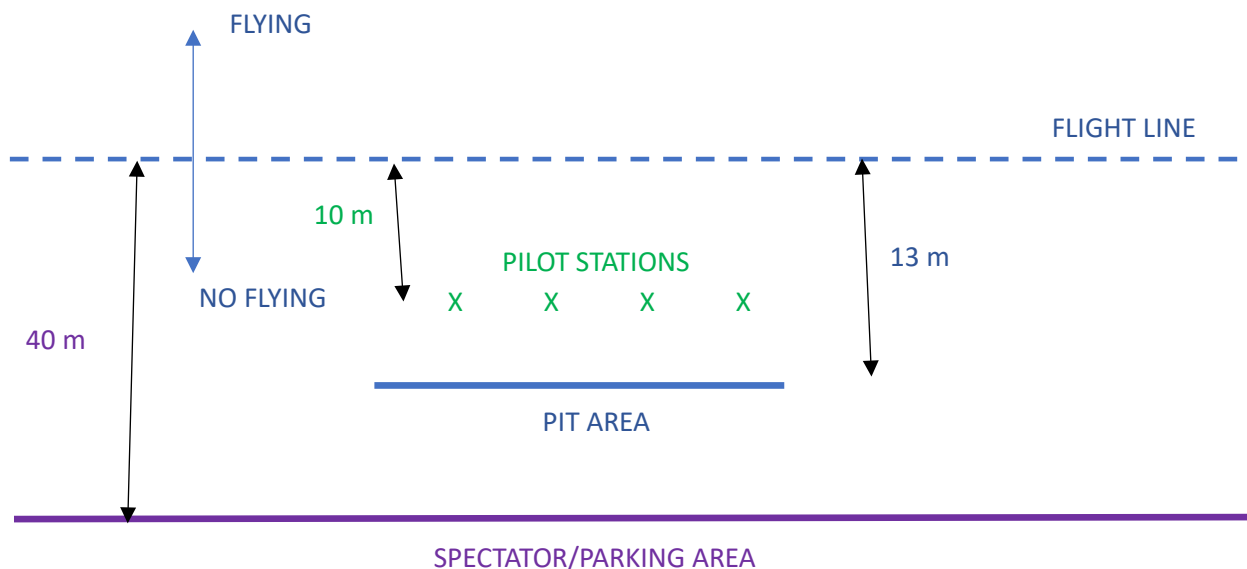 FLYING
FLIGHT LINE
10 m
PILOT STATIONS
13 m
NO FLYING
X X X X
40 m
PIT AREA
SPECTATOR/PARKING AREA